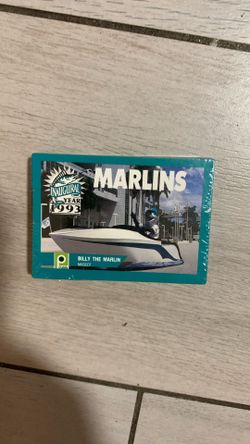 MARLINS
INAUGURAL
YEAR
1993
BILLY THE MARLIN
MASCOT